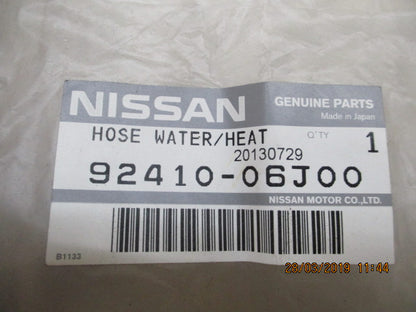 NISSAN
GENUINE PARTS
Made in Japan
HOSE WATER/HEAT
Q'TY 1
20130729
92410-06J00
NISSAN MOTOR CO.,LTD.
B1133
23/03/2019 11:44